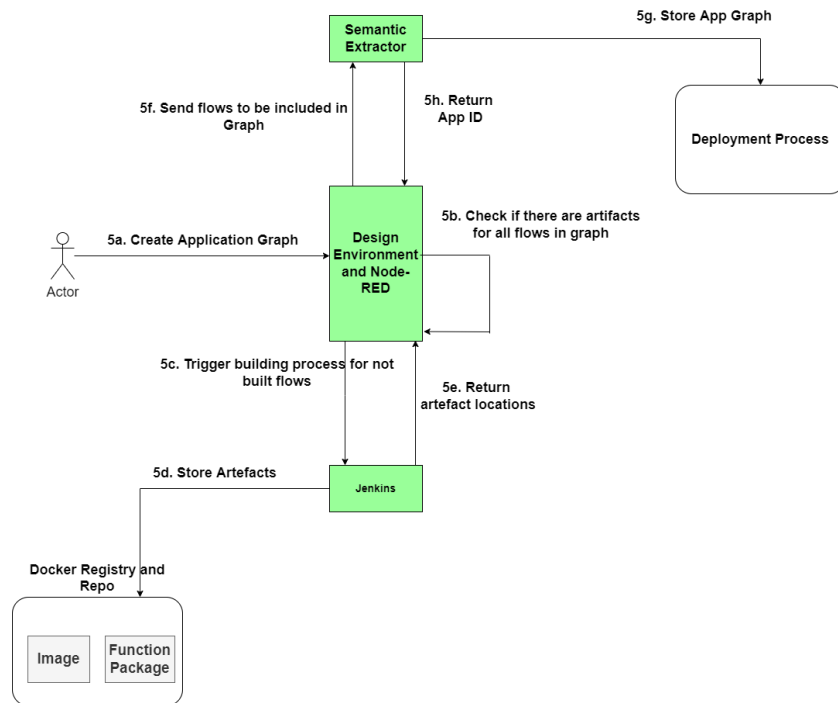 5g. Store App Graph
Semantic
Extractor
5f. Send flows to be included in
Graph
5h. Return
App ID
Deployment Process
5b. Check if there are artifacts
for all flows in graph
5a. Create Application Graph
Design
Environment
and Node-
RED
Actor
5c. Trigger building process for not
built flows
5e. Return
artefact locations
5d. Store Artefacts
Jenkins
Docker Registry and
Repo
Image
Function
Package